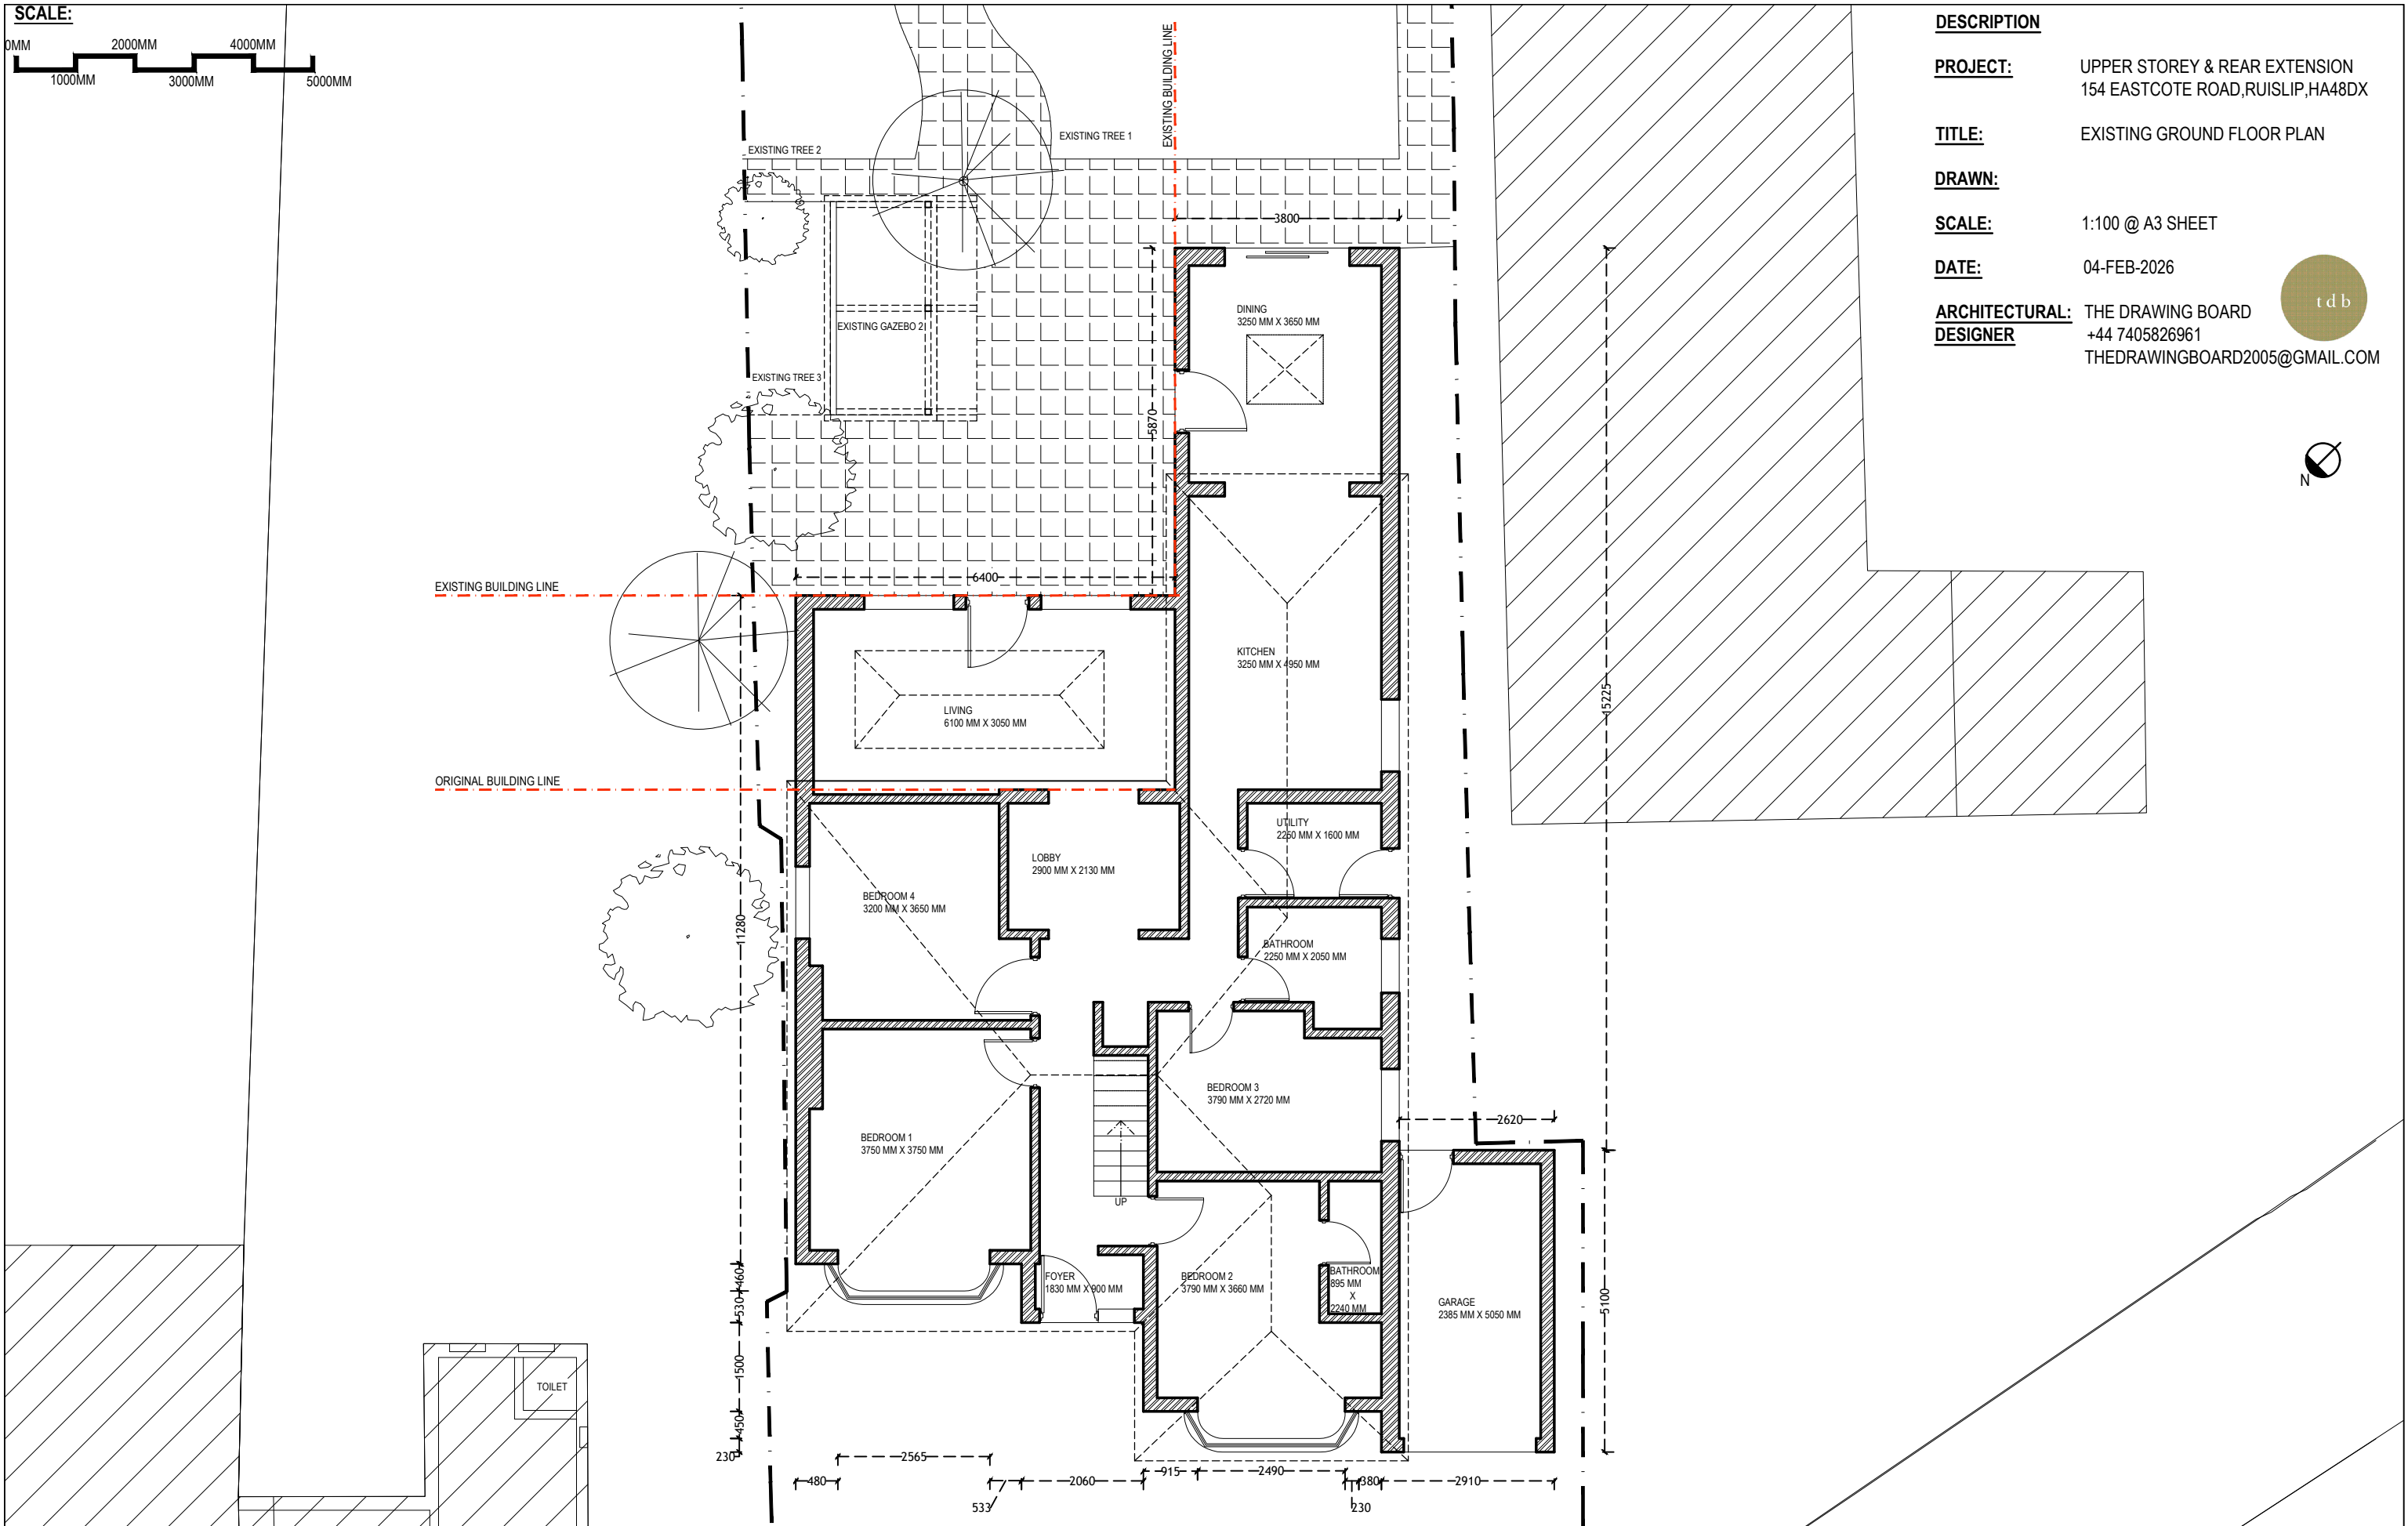 SCALE:
0MM
2000MM
4000MM
1000MM
3000MM
5000MM
DESCRIPTION
PROJECT:
UPPER STOREY & REAR EXTENSION
154 EASTCOTE ROAD,RUISLIP,HA48DX
TITLE:
EXISTING GROUND FLOOR PLAN
DRAWN:
SCALE:
1:100 @ A3 SHEET
DATE:
04-FEB-2026
ARCHITECTURAL:
DESIGNER
THE DRAWING BOARD
+44 7405826961
THEDRAWINGBOARD2005@GMAIL.COM
t d b
N
EXISTING BUILDING LINE
EXISTING TREE 1
EXISTING TREE 2
3800
DINING
3250 MM X 3650 MM
EXISTING GAZEBO 2
EXISTING TREE 3
5870
6400
EXISTING BUILDING LINE
KITCHEN
3250 MM X 4950 MM
15225
LIVING
6100 MM X 3050 MM
ORIGINAL BUILDING LINE
UTILITY
2250 MM X 1600 MM
LOBBY
2900 MM X 2130 MM
BEDROOM 4
3200 MM X 3650 MM
11280
BATHROOM
2250 MM X 2050 MM
BEDROOM 3
3790 MM X 2720 MM
2620
BEDROOM 1
3750 MM X 3750 MM
UP
FOYER
1830 MM X 900 MM
BEDROOM 2
3790 MM X 3660 MM
BATHROOM
895 MM
X
2240 MM
GARAGE
2385 MM X 5050 MM
5100
460
530
1500
450
230
TOILET
480
2565
533
2060
915
2490
230
380
2910